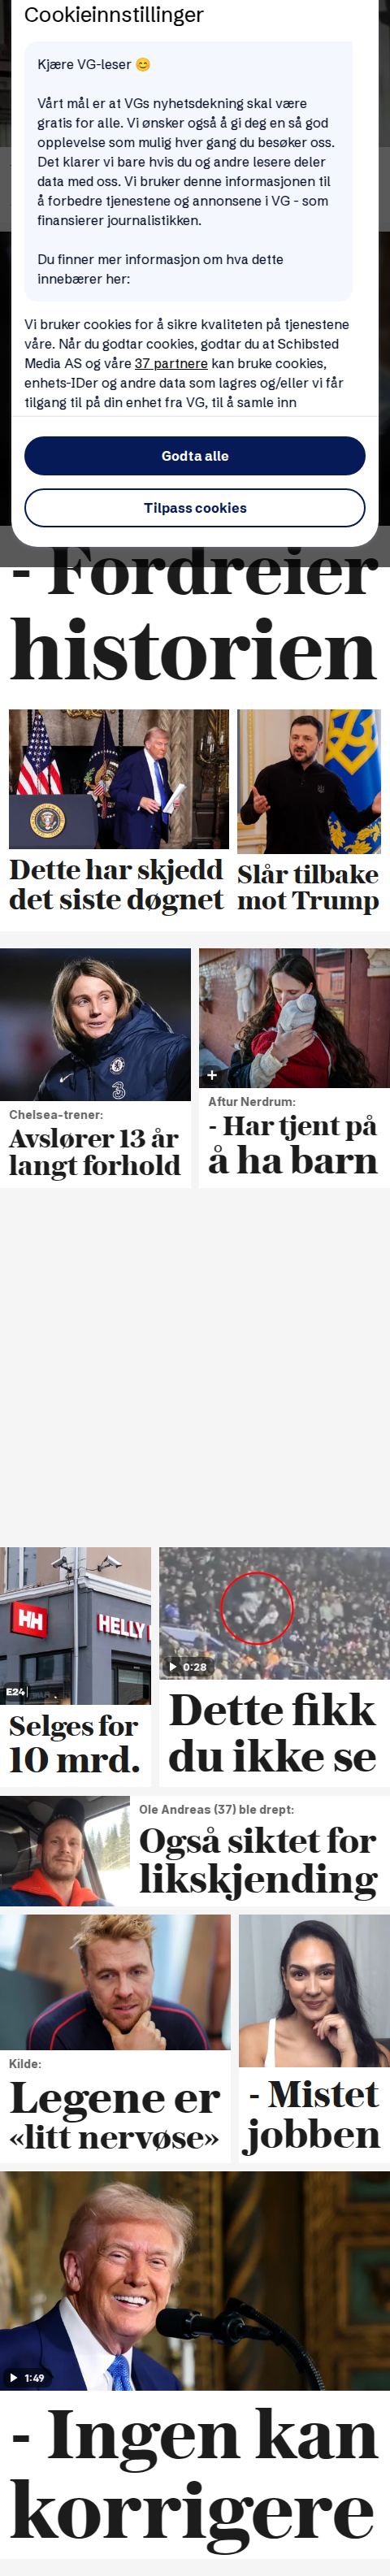 Cookieinnstillinger
Kjære VG-leser 😊
Vårt mål er at VGs nyhetsdekning skal være
gratis for alle. Vi ønsker også å gi deg en så god
opplevelse som mulig hver gang du besøker oss.
Det klarer vi bare hvis du og andre lesere deler
data med oss. Vi bruker denne informasjonen til
å forbedre tjenestene og annonsene i VG - som
finansierer journalistikken.
Du finner mer informasjon om hva dette
innebærer her:
Vi bruker cookies for å sikre kvaliteten på tjenestene
våre. Når du godtar cookies, godtar du at Schibsted
Media AS og våre 37 partnere kan bruke cookies,
enhets-IDer og andre data som lagres og/eller vi får
tilgang til på din enhet fra VG, til å samle inn
Godta alle
Tilpass cookies
- Fordreier
historien
Dette har skjedd
det siste døgnet
Slår tilbake
mot Trump
Chelsea-trener:
Avslører 13 år
langt forhold
Aftur Nerdrum:
- Har tjent på
å ha barn
HH
HELLY
E24
Selges for
10 mrd.
0:28
Dette fikk
du ikke se
Ole Andreas (37) ble drept:
Også siktet for
likskjending
Kilde:
Legene er
«litt nervøse»
- Mistet
jobben
1:49
- Ingen kan
korrigere